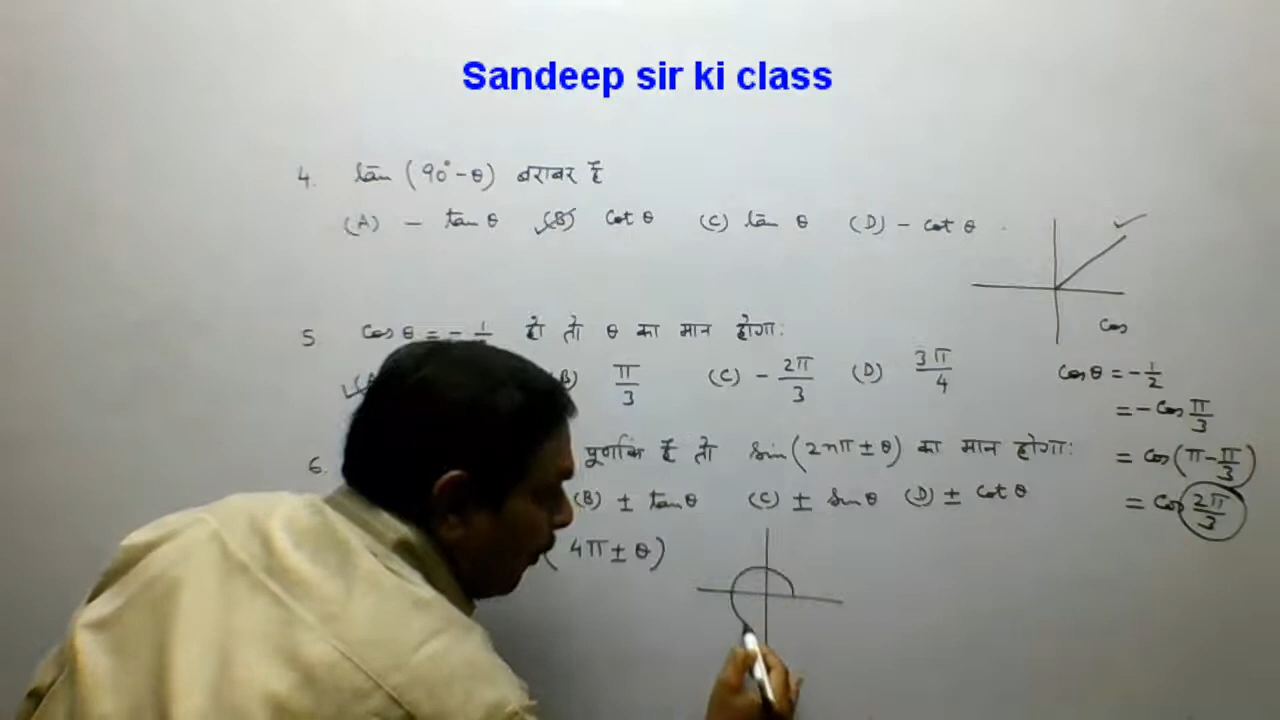 Sandeep sir ki class
4. tan (90° - θ) बराबर है
(A) - tan θ (B) cot θ (C) tan θ (D) - cot θ
cos
5. cos θ = - हो तो θ का मान होगा:
B) π/3 (C) - 2π/3 (D) 3π/4
cos θ = - 1/2
= - cos π/3
= cos (π - π/3)
= cos 2π/3
6. पूर्णांक है तो sin (2nπ ± θ) का मान होगा:
(B) ± tan θ (C) ± sin θ (D) ± cot θ
(4π ± θ)